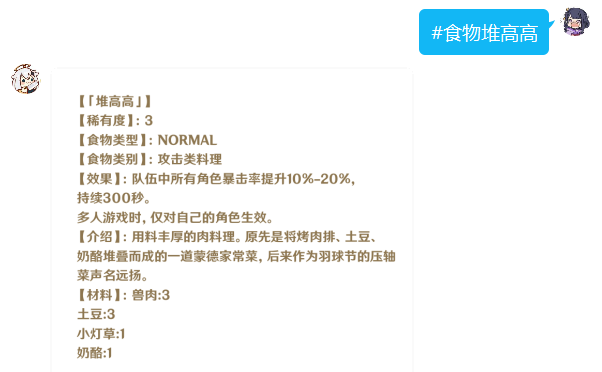 #食物堆高高
【「堆高高」】
【稀有度】: 3
【食物类型】: NORMAL
【食物类别】: 攻击类料理
【效果】: 队伍中所有角色暴击率提升10%-20%,
持续300秒。
多人游戏时, 仅对自己的角色生效。
【介绍】: 用料丰厚的肉料理。原先是将烤肉排、土豆、
奶酪堆叠而成的一道蒙德家常菜, 后来作为羽球节的压轴
菜声名远扬。
【材料】: 兽肉:3
土豆:3
小灯草:1
奶酪:1